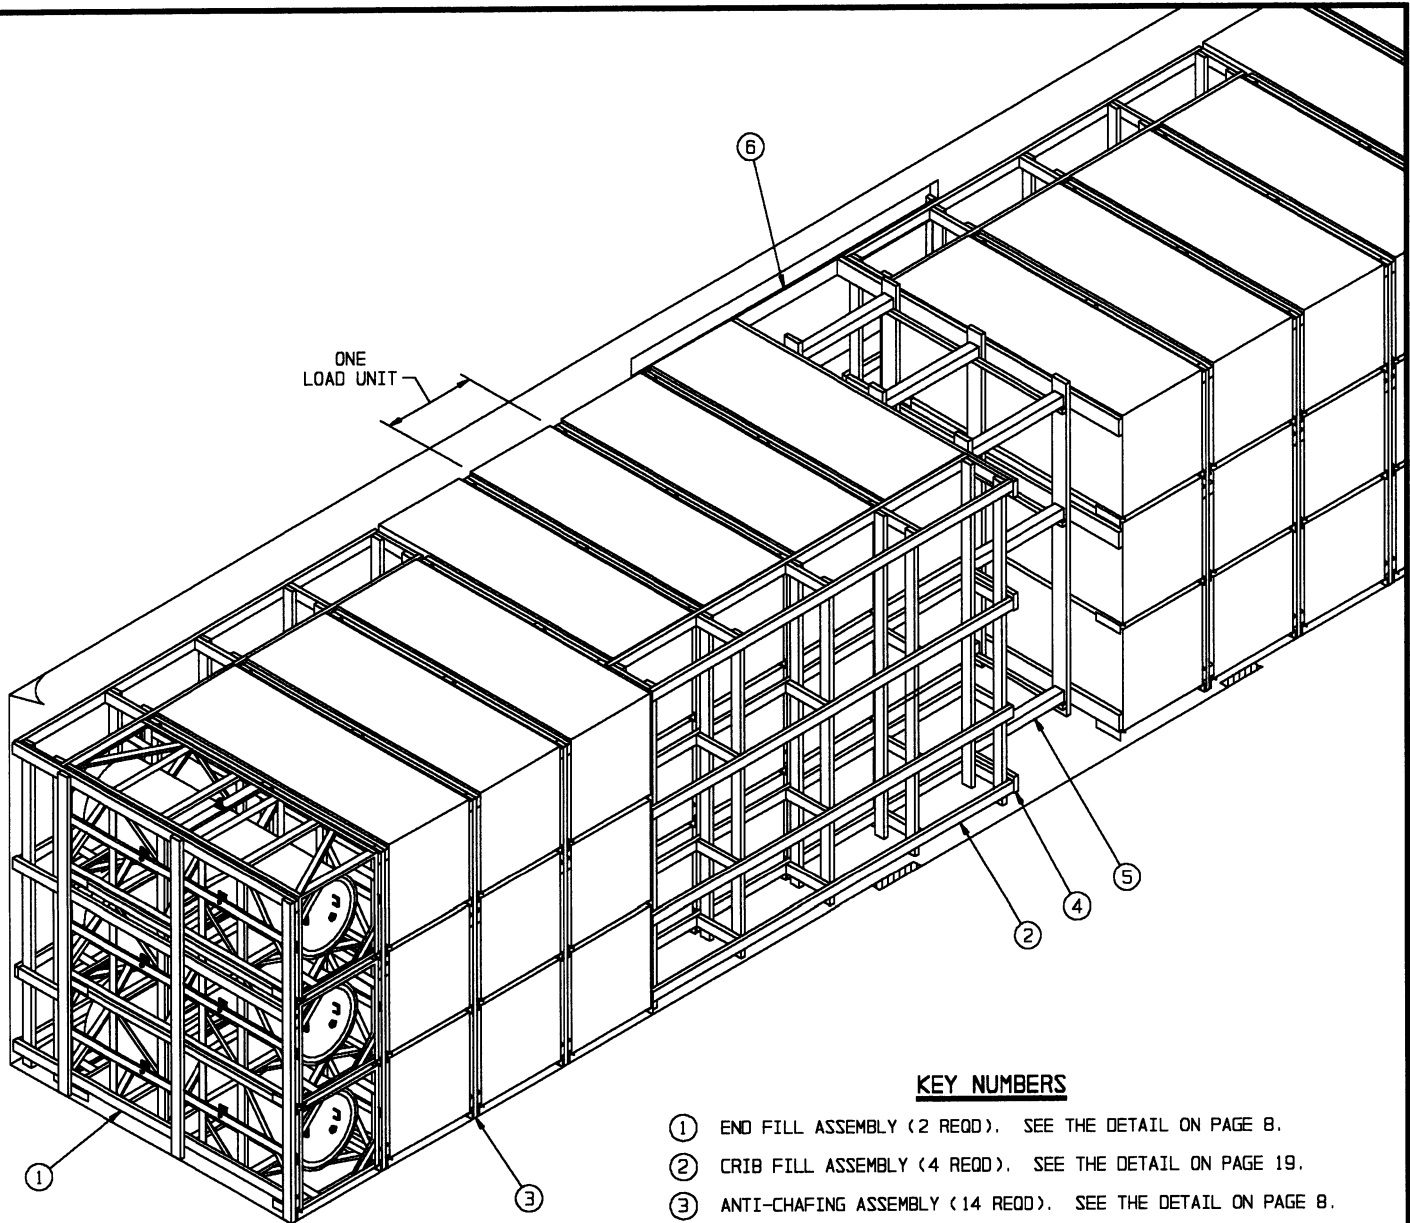 6
ONE
LOAD UNIT
5
4
2
1
3
KEY NUMBERS
1 END FILL ASSEMBLY (2 REQD). SEE THE DETAIL ON PAGE 8.
2 CRIB FILL ASSEMBLY (4 REQD). SEE THE DETAIL ON PAGE 19.
3 ANTI-CHAFING ASSEMBLY (14 REQD). SEE THE DETAIL ON PAGE 8.